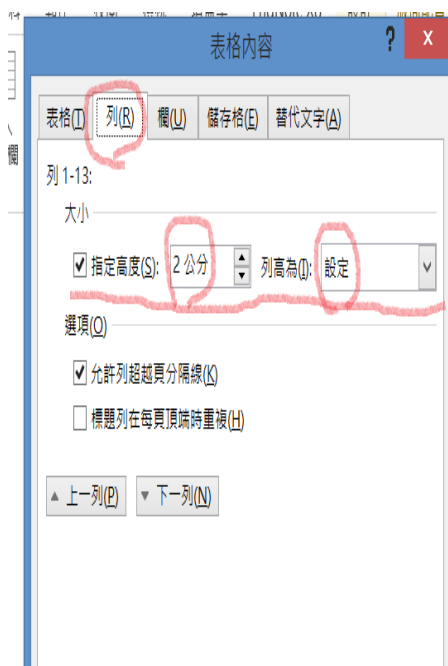 表格內容
? X
表格(T) 列(R) 欄(U) 儲存格(E) 替代文字(A)
欄
列 1-13:
大小
指定高度(S): 2 公分 列高為(I): 設定
選項(O)
允許列超越頁分隔線(K)
標題列在每頁頂端時重複(H)
上一列(P) 下一列(N)